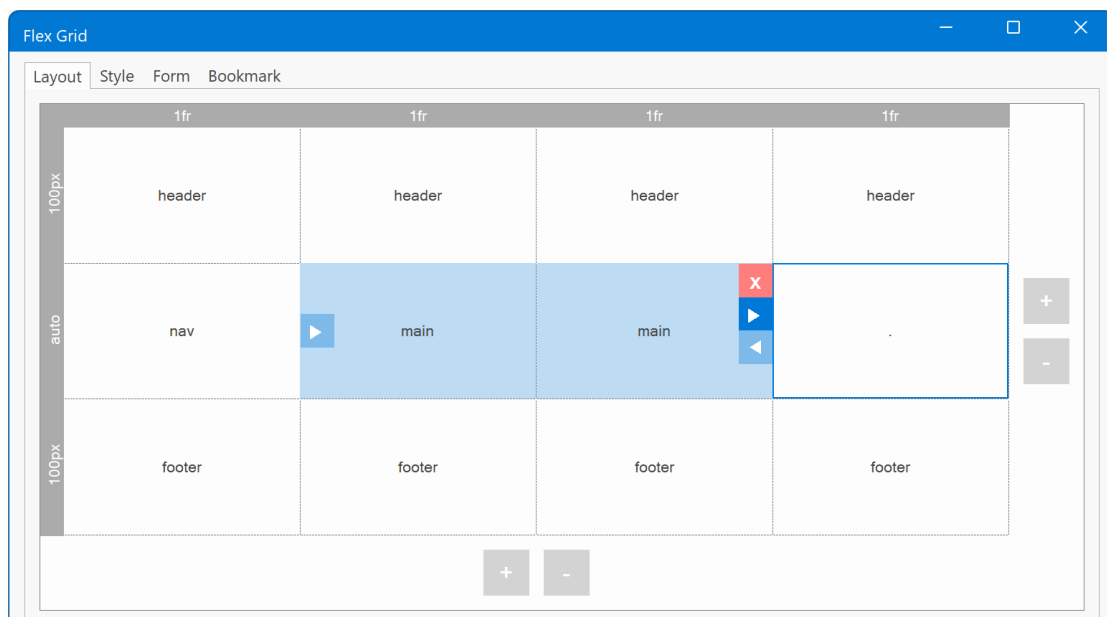 Flex Grid
Layout Style Form Bookmark
1fr 1fr 1fr 1fr
100px header header header header
x
auto nav main main .
+
-
100px footer footer footer footer
+ -